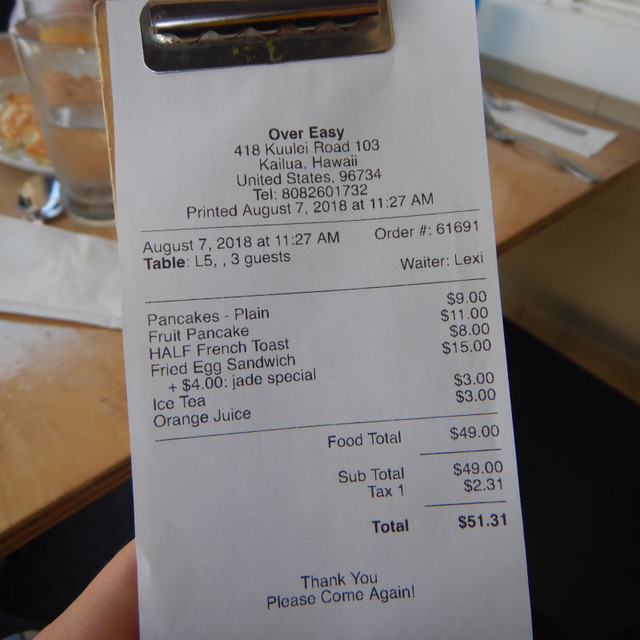 Over Easy
418 Kuulei Road 103
Kailua, Hawaii
United States, 96734
Tel: 8082601732
Printed August 7, 2018 at 11:27 AM
August 7, 2018 at 11:27 AM Order #: 61691
Table: L5, , 3 guests Waiter: Lexi
Pancakes - Plain $9.00
Fruit Pancake $11.00
HALF French Toast $8.00
Fried Egg Sandwich $15.00
+ $4.00: jade special
Ice Tea $3.00
Orange Juice $3.00
Food Total $49.00
Sub Total $49.00
Tax 1 $2.31
Total $51.31
Thank You
Please Come Again!